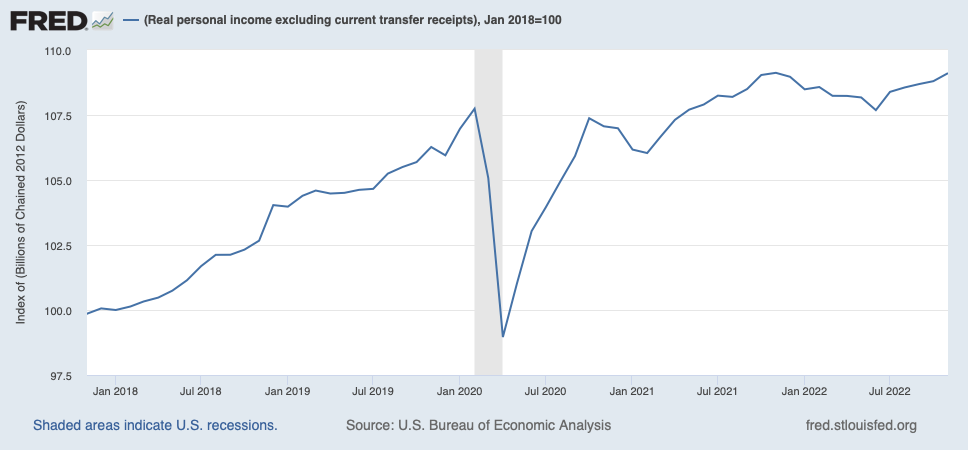 FRED
(Real personal income excluding current transfer receipts), Jan 2018=100
Index of (Billions of Chained 2012 Dollars)
110.0
107.5
105.0
102.5
100.0
97.5
Jan 2018 Jul 2018 Jan 2019 Jul 2019 Jan 2020 Jul 2020 Jan 2021 Jul 2021 Jan 2022 Jul 2022
Shaded areas indicate U.S. recessions. Source: U.S. Bureau of Economic Analysis fred.stlouisfed.org